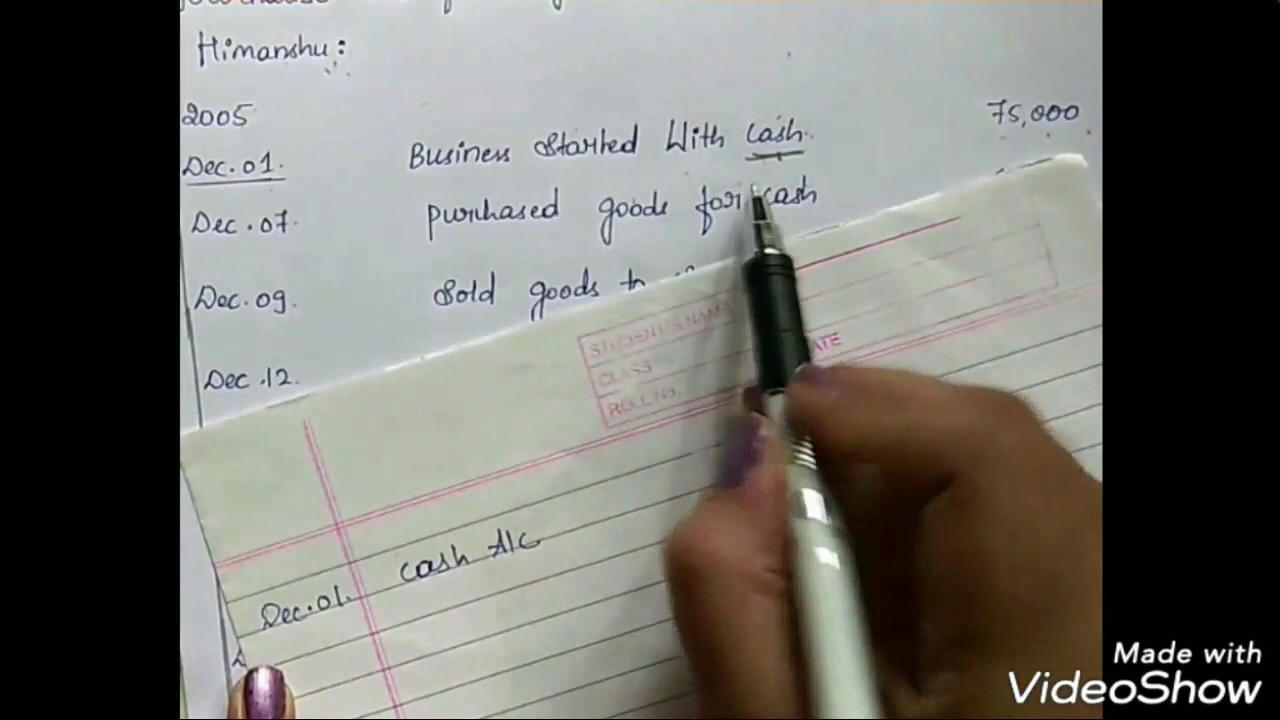 Himanshu:
2005
Dec. 01. Business Started With Cash. 75,000
Dec. 07. purchased goods for cash
Dec. 09. Sold goods to
Dec. 12.
STUDENT'S NAME
CLASS DATE
ROLL No.
Dec. 01. cash A/c
Made with
VideoShow